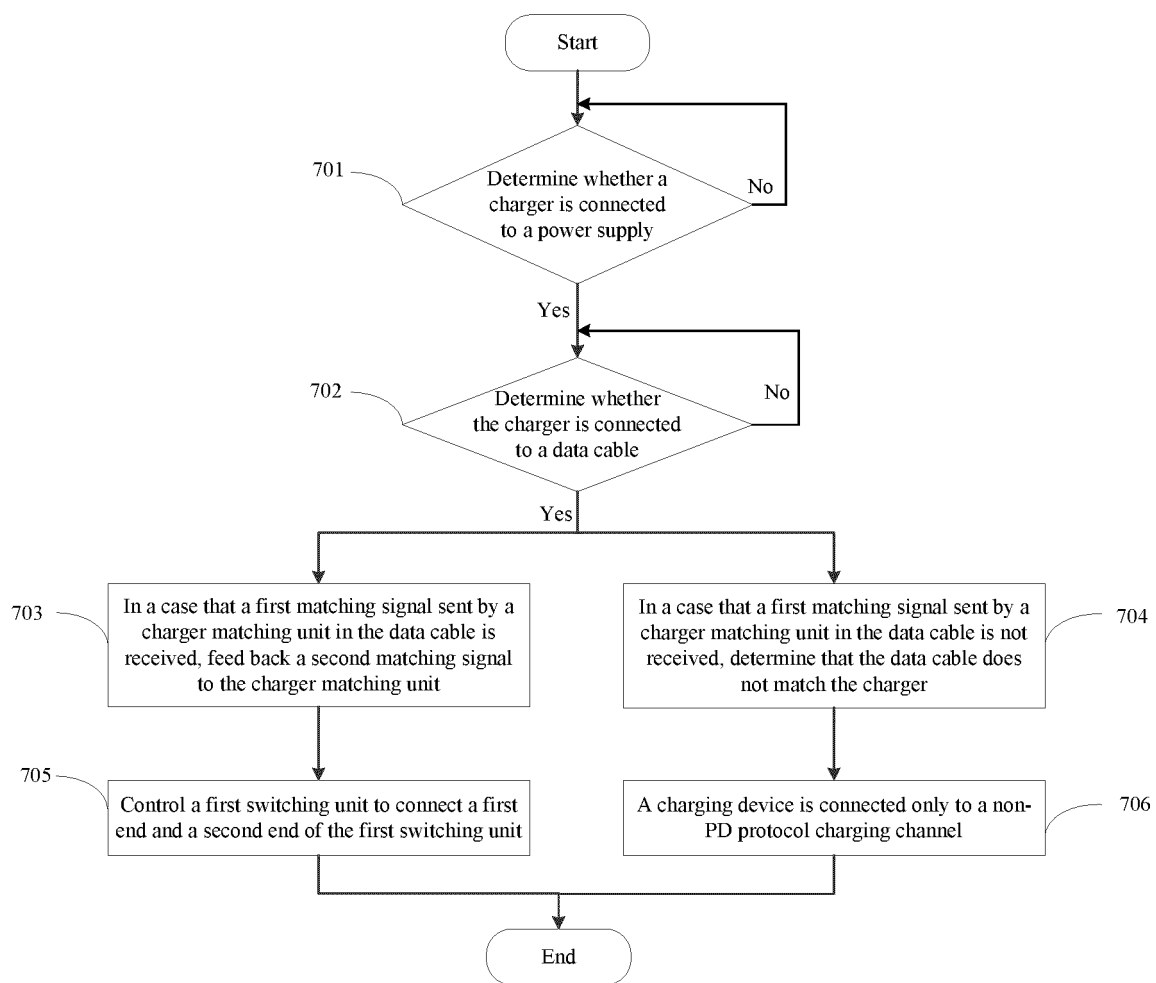 Start
701
Determine whether a
charger is connected
to a power supply
No
Yes
702
Determine whether
the charger is connected
to a data cable
No
Yes
703
In a case that a first matching signal sent by a
charger matching unit in the data cable is
received, feed back a second matching signal
to the charger matching unit
In a case that a first matching signal sent by a
charger matching unit in the data cable is not
received, determine that the data cable does
not match the charger
704
705
Control a first switching unit to connect a first
end and a second end of the first switching unit
A charging device is connected only to a non-
PD protocol charging channel
706
End